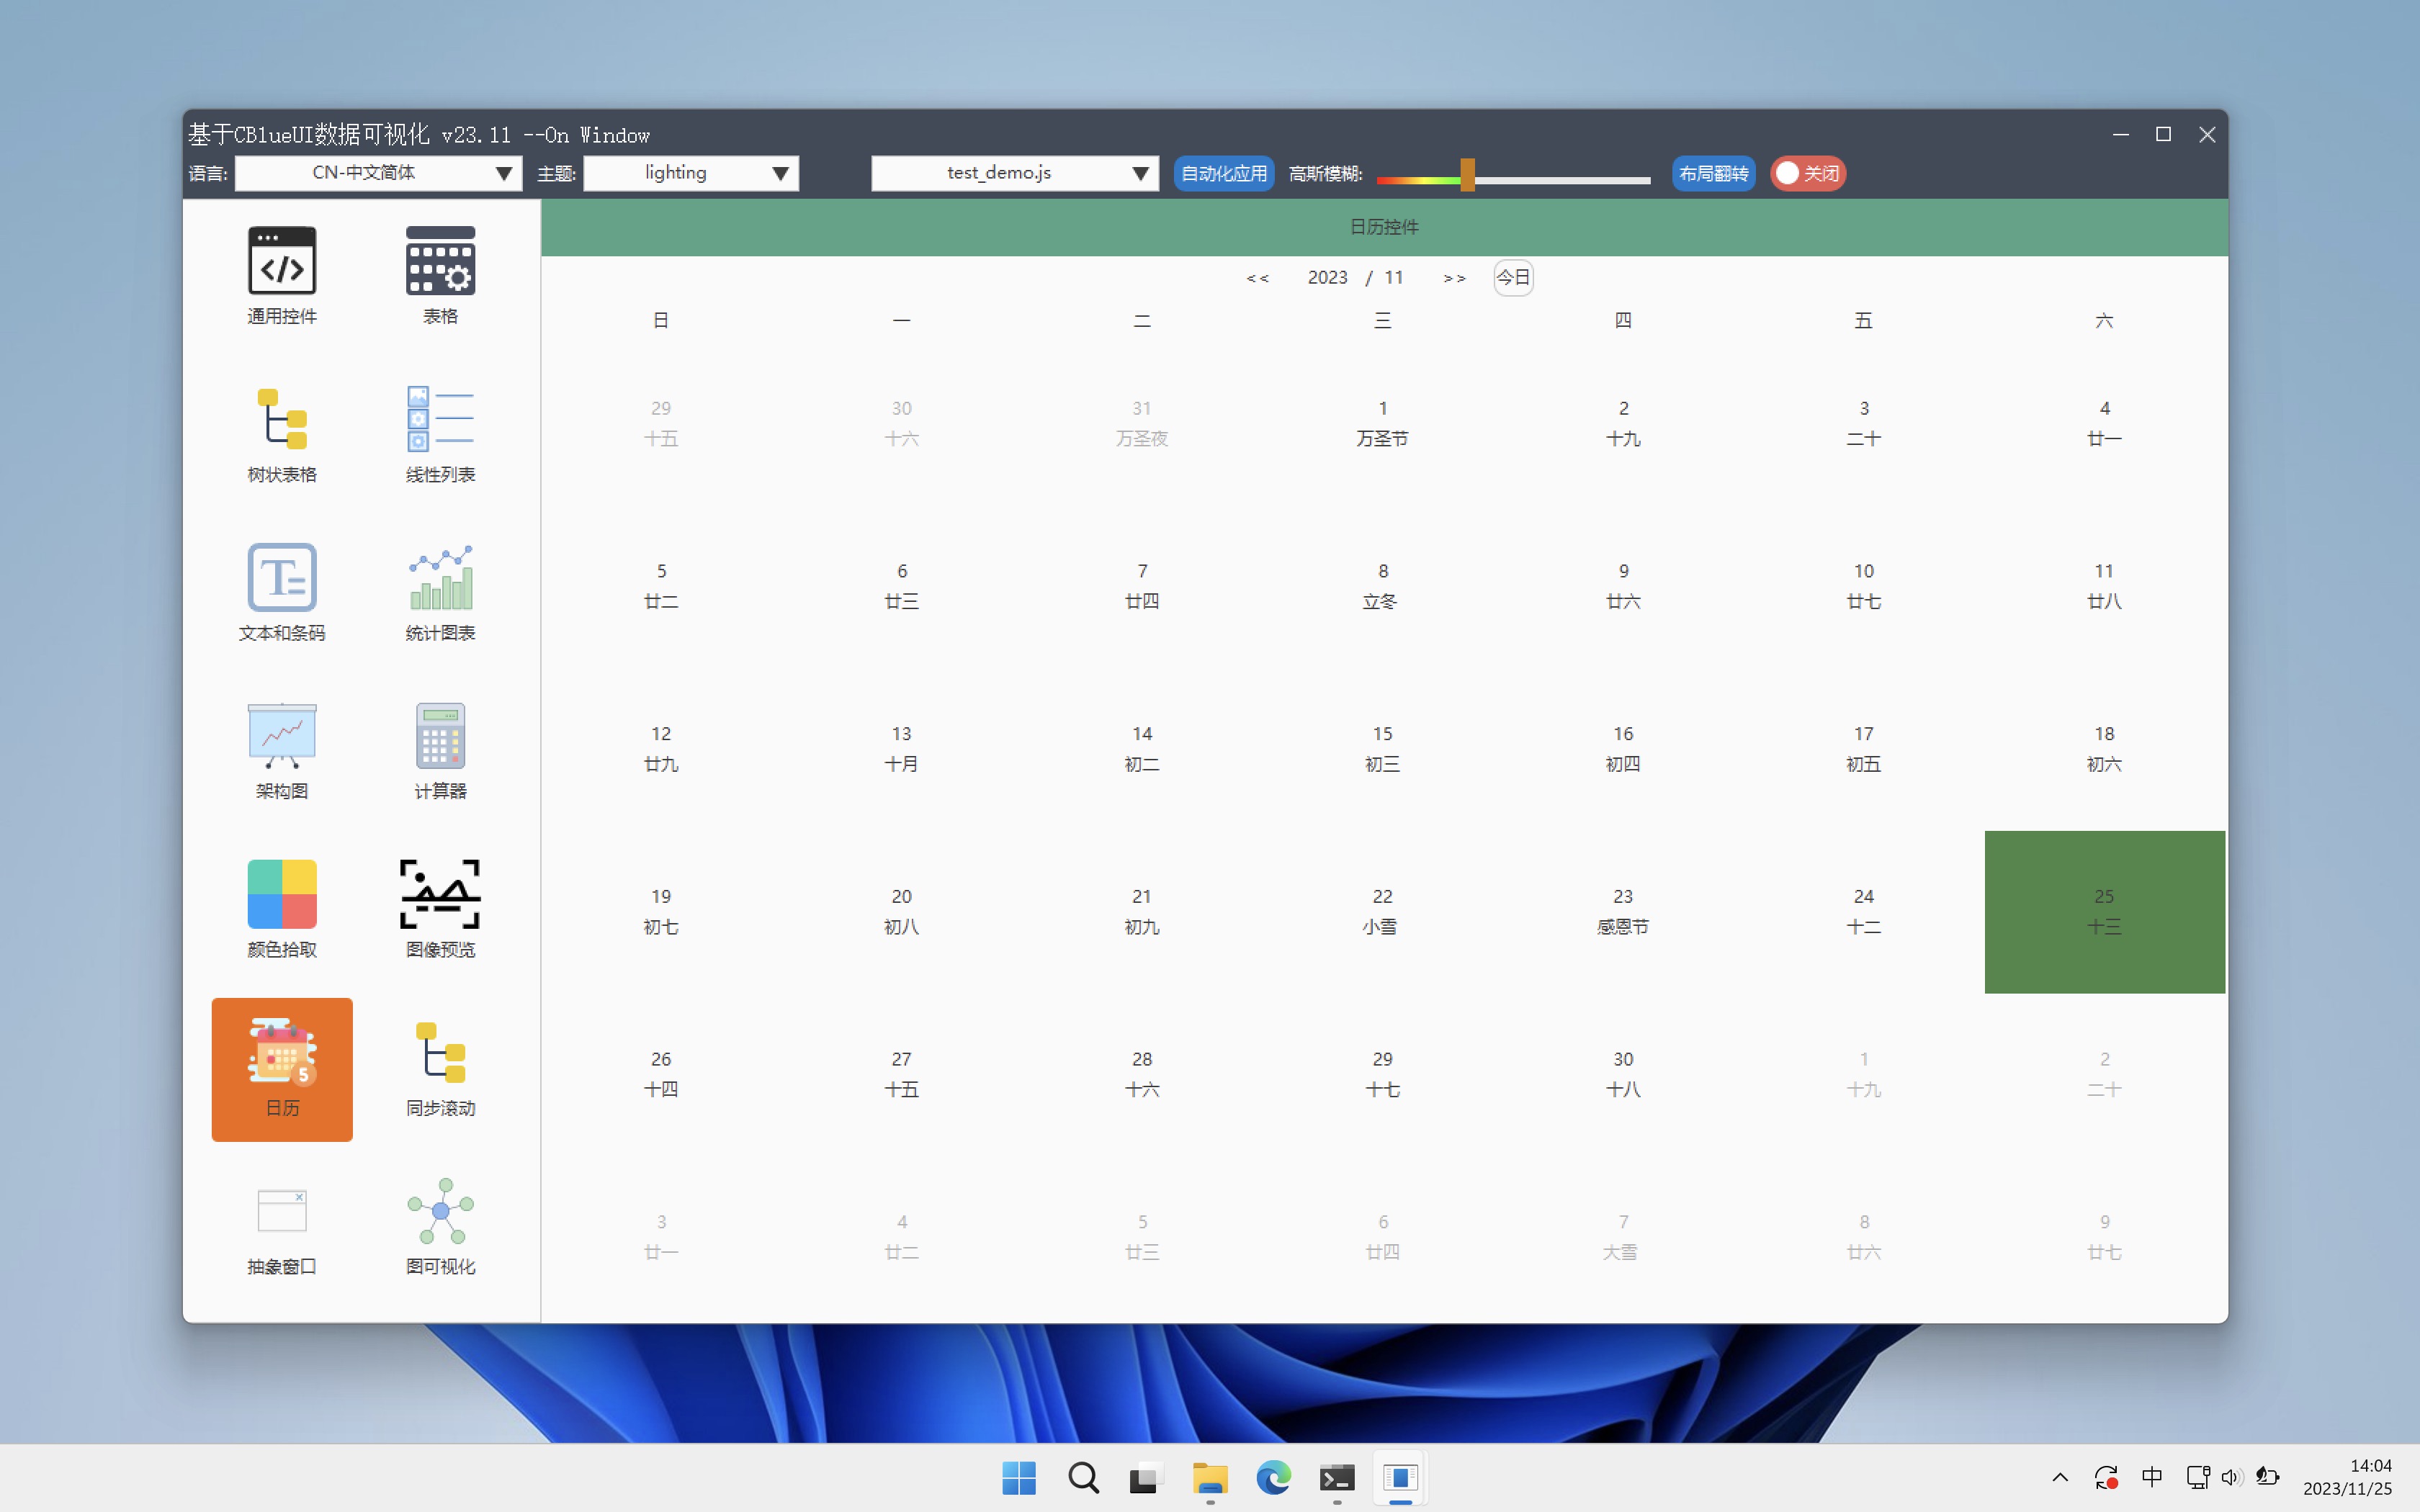 基于CBlueUI数据可视化 v23.11 --On Window
语言: CN-中文简体 主题: lighting test_demo.js 自动化应用 高斯模糊: 布局翻转 关闭
通用控件 表格
树状表格 线性列表
文本和条码 统计图表
架构图 计算器
颜色拾取 图像预览
日历 同步滚动
抽象窗口 图可视化
日历控件
<< 2023 / 11 >> 今日
日 一 二 三 四 五 六
29 30 31 1 2 3 4
十五 十六 万圣夜 万圣节 十九 二十 廿一
5 6 7 8 9 10 11
廿二 廿三 廿四 立冬 廿六 廿七 廿八
12 13 14 15 16 17 18
廿九 十月 初二 初三 初四 初五 初六
19 20 21 22 23 24 25
初七 初八 初九 小雪 感恩节 十二 十三
26 27 28 29 30 1 2
十四 十五 十六 十七 十八 十九 二十
3 4 5 6 7 8 9
廿一 廿二 廿三 廿四 大雪 廿六 廿七
中
14:04
2023/11/25